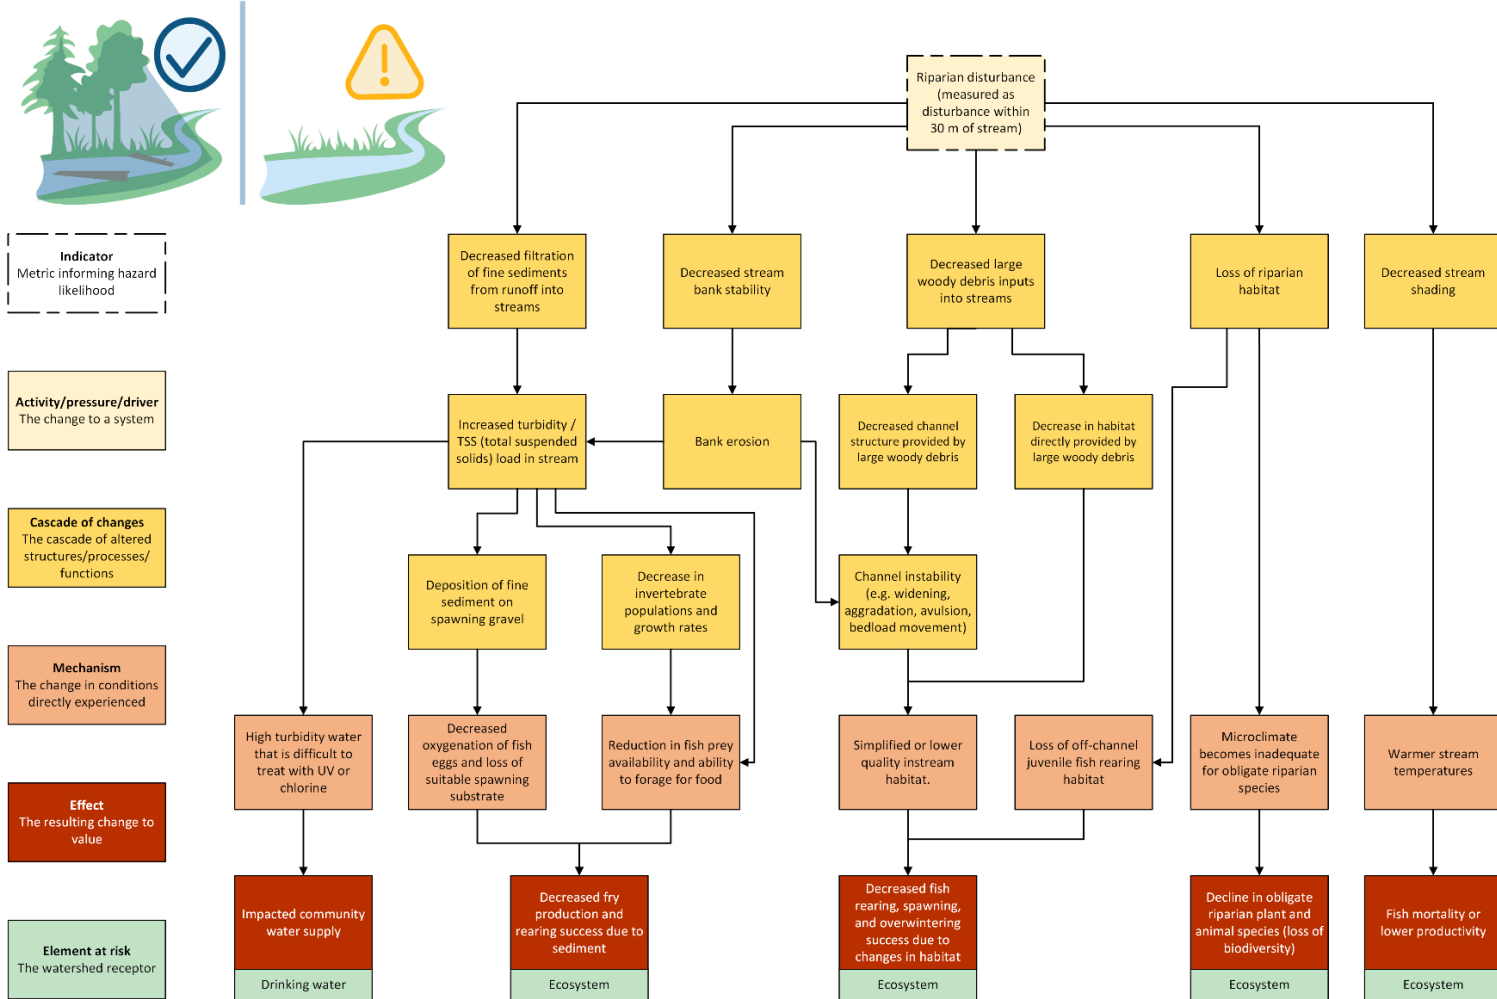 Riparian disturbance
(measured as
disturbance within
30 m of stream)
Indicator
Metric informing hazard
likelihood
Decreased filtration
of fine sediments
from runoff into
streams
Decreased stream
bank stability
Decreased large
woody debris inputs
into streams
Loss of riparian
habitat
Decreased stream
shading
Activity/pressure/driver
The change to a system
Increased turbidity /
TSS (total suspended
solids) load in stream
Bank erosion
Decreased channel
structure provided by
large woody debris
Decrease in habitat
directly provided by
large woody debris
Cascade of changes
The cascade of altered
structures/processes/
functions
Deposition of fine
sediment on
spawning gravel
Decrease in
invertebrate
populations and
growth rates
Channel instability
(e.g. widening,
aggradation, avulsion,
bedload movement)
Mechanism
The change in conditions
directly experienced
High turbidity water
that is difficult to
treat with UV or
chlorine
Decreased
oxygenation of fish
eggs and loss of
suitable spawning
substrate
Reduction in fish prey
availability and ability
to forage for food
Simplified or lower
quality instream
habitat.
Loss of off-channel
juvenile fish rearing
habitat
Microclimate
becomes inadequate
for obligate riparian
species
Warmer stream
temperatures
Effect
The resulting change to
value
Impacted community
water supply
Decreased fry
production and
rearing success due to
sediment
Decreased fish
rearing, spawning,
and overwintering
success due to
changes in habitat
Decline in obligate
riparian plant and
animal species (loss of
biodiversity)
Fish mortality or
lower productivity
Element at risk
The watershed receptor
Drinking water
Ecosystem
Ecosystem
Ecosystem
Ecosystem